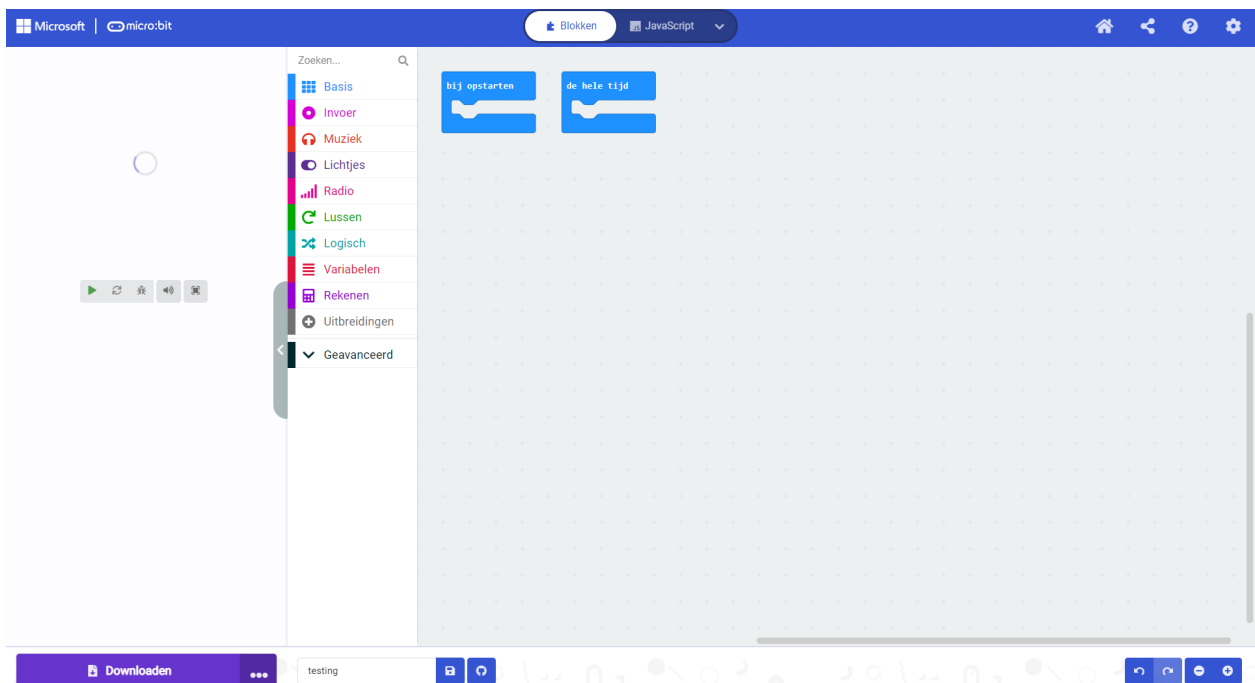 Microsoft micro:bit
Blokken
JavaScript
Zoeken...
Basis
Invoer
Muziek
Lichtjes
Radio
Lussen
Logisch
Variabelen
Rekenen
Uitbreidingen
Geavanceerd
bij opstarten
de hele tijd
Downloaden
testing